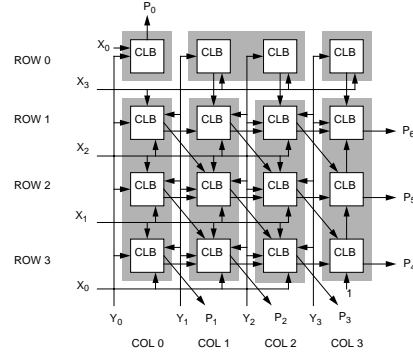 P0
X0 CLB CLB CLB CLB
ROW 0
X3
ROW 1 CLB CLB CLB CLB P6
X2
ROW 2 CLB CLB CLB CLB P5
X1
ROW 3 CLB CLB CLB CLB P4
X0 1
Y0 Y1 P1 Y2 P2 Y3 P3
COL 0 COL 1 COL 2 COL 3